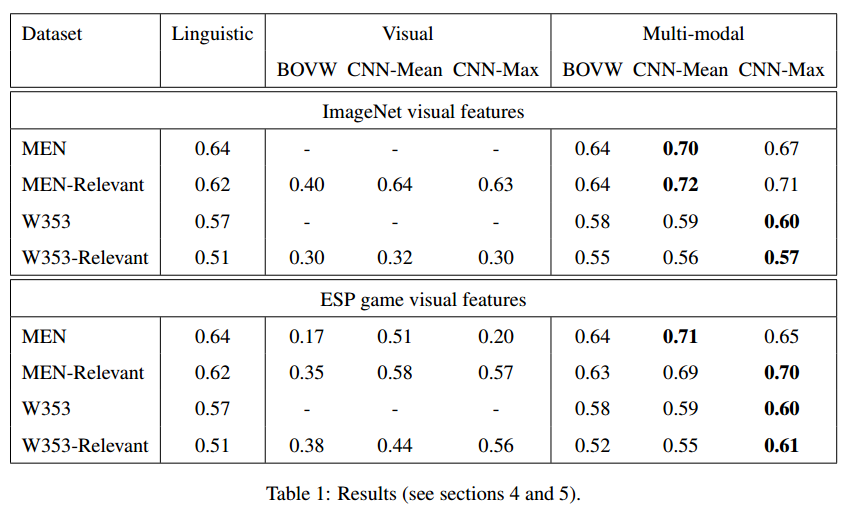 Dataset Linguistic Visual Multi-modal
BOVW CNN-Mean CNN-Max BOVW CNN-Mean CNN-Max
ImageNet visual features
MEN 0.64 - - - 0.64 0.70 0.67
MEN-Relevant 0.62 0.40 0.64 0.63 0.64 0.72 0.71
W353 0.57 - - - 0.58 0.59 0.60
W353-Relevant 0.51 0.30 0.32 0.30 0.55 0.56 0.57
ESP game visual features
MEN 0.64 0.17 0.51 0.20 0.64 0.71 0.65
MEN-Relevant 0.62 0.35 0.58 0.57 0.63 0.69 0.70
W353 0.57 - - - 0.58 0.59 0.60
W353-Relevant 0.51 0.38 0.44 0.56 0.52 0.55 0.61
Table 1: Results (see sections 4 and 5).